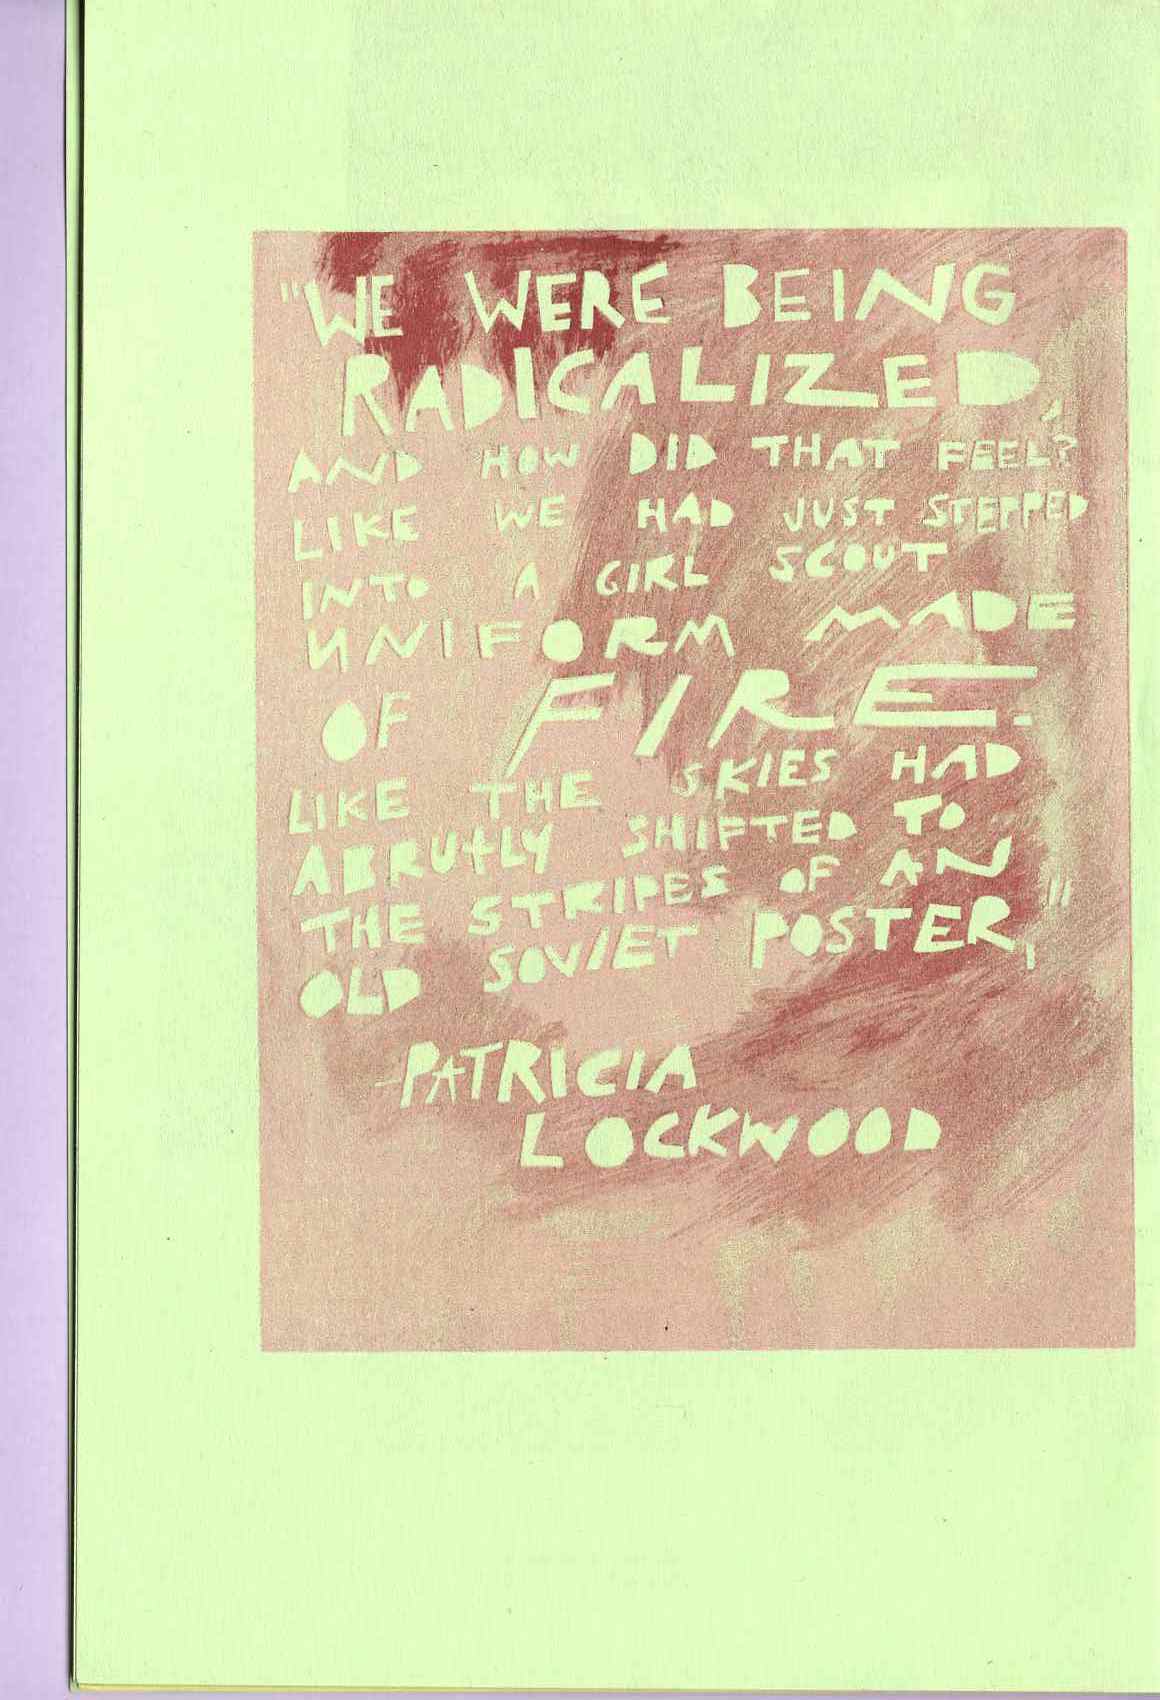 "WE WERE BEING
RADICALIZED,
AND HOW DID THAT FEEL?
LIKE WE HAD JUST STEPPED
INTO A GIRL SCOUT
UNIFORM MADE
OF FIRE.
LIKE THE SKIES HAD
ABRUTLY SHIFTED TO
THE STRIPES OF AN
OLD SOVIET POSTER,"
-PATRICIA
LOCKWOOD